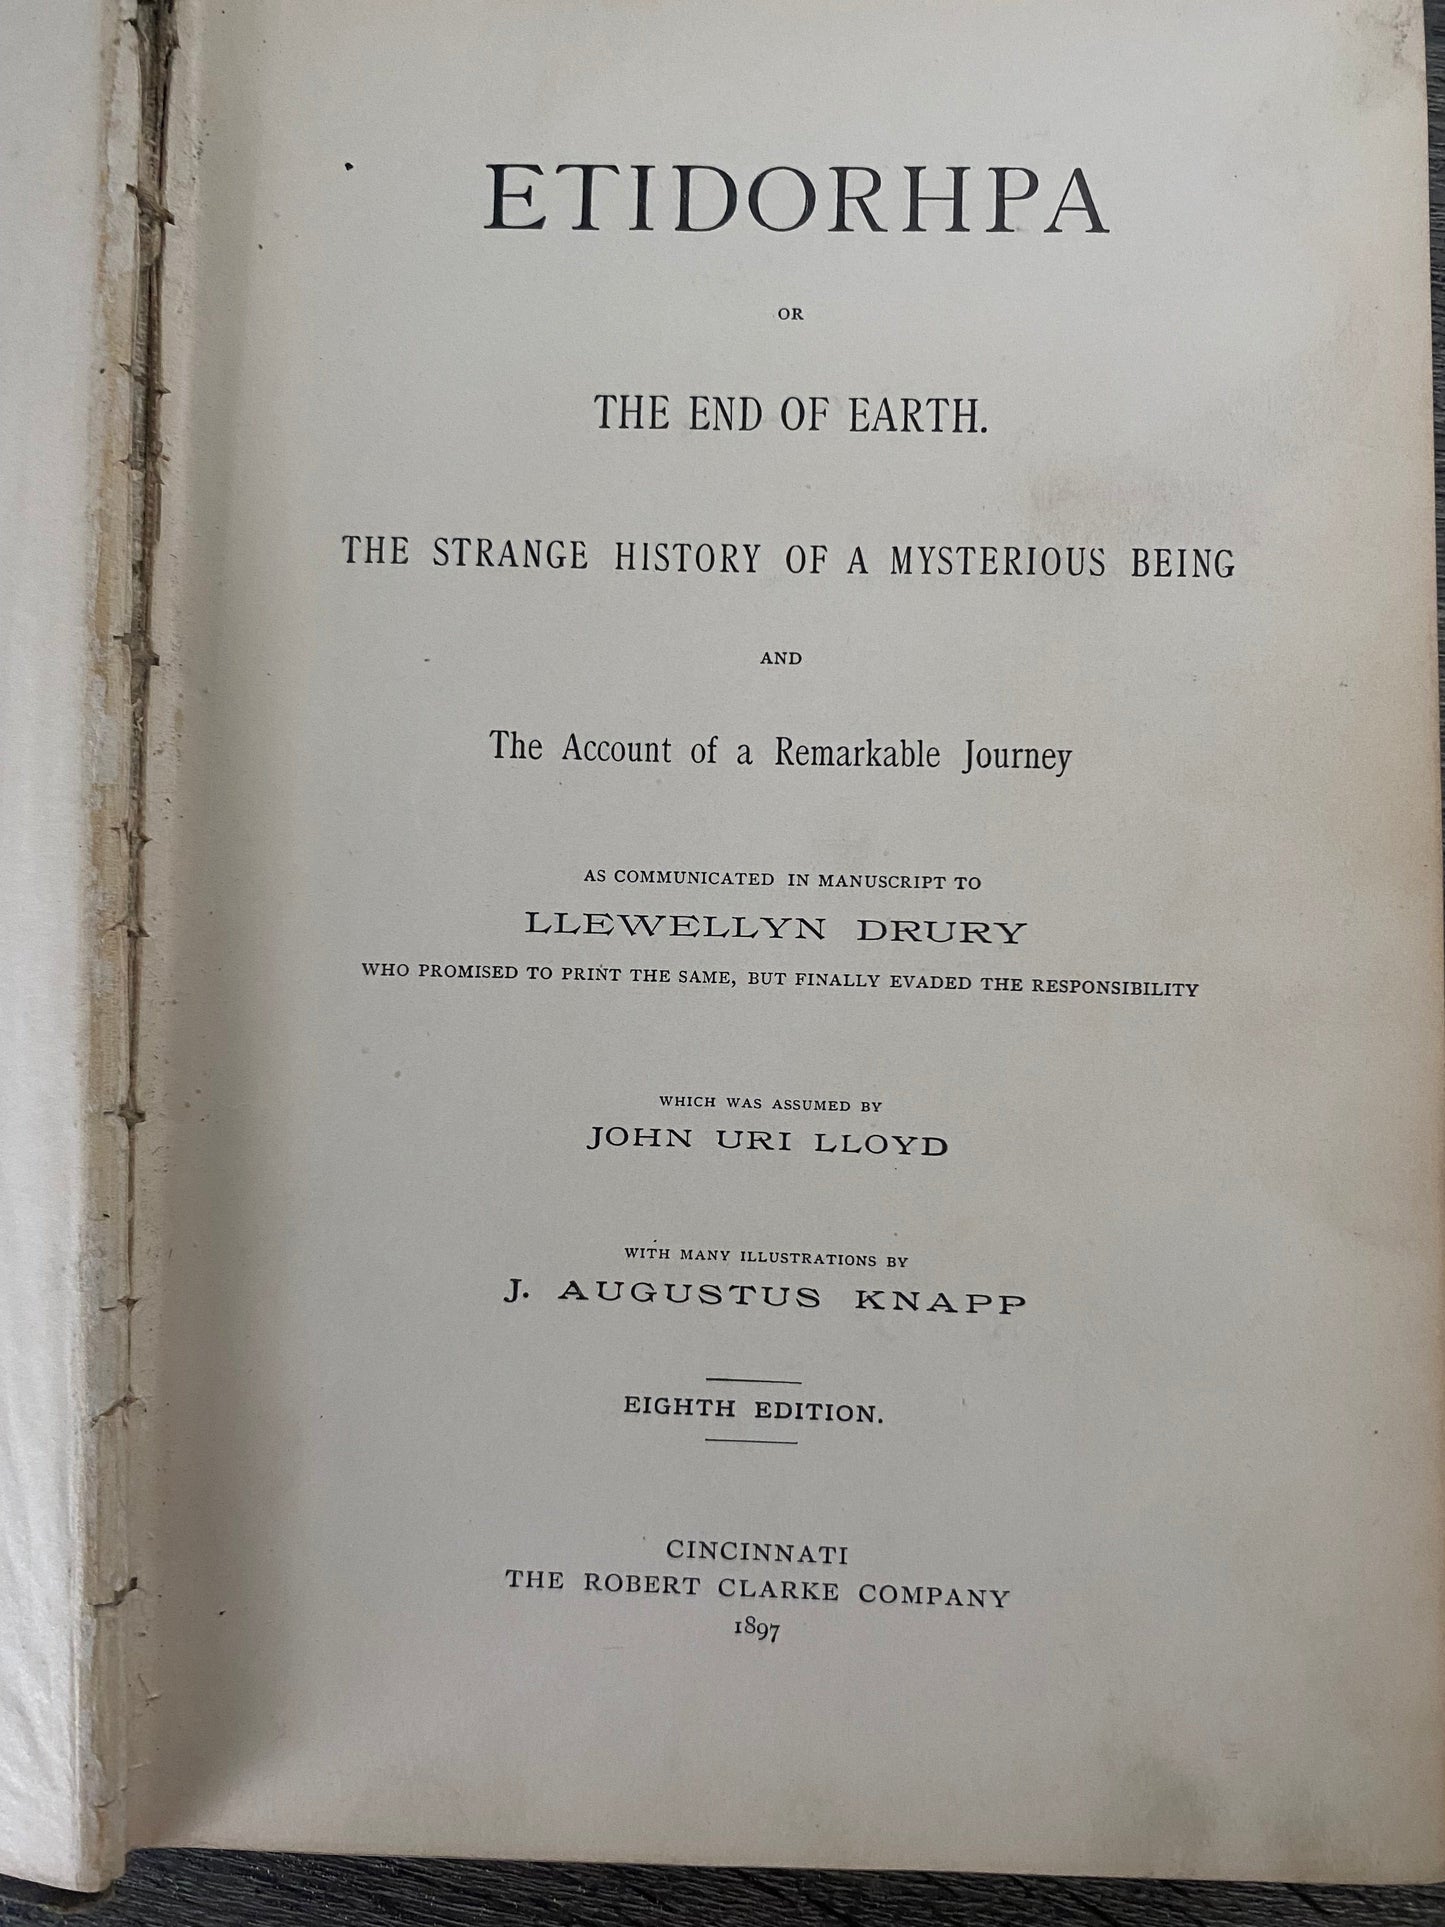 ETIDORHPA
OR
THE END OF EARTH.
THE STRANGE HISTORY OF A MYSTERIOUS BEING
AND
The Account of a Remarkable Journey
AS COMMUNICATED IN MANUSCRIPT TO
LLEWELLYN DRURY
WHO PROMISED TO PRINT THE SAME, BUT FINALLY EVADED THE RESPONSIBILITY
WHICH WAS ASSUMED BY
JOHN URI LLOYD
WITH MANY ILLUSTRATIONS BY
J. AUGUSTUS KNAPP
EIGHTH EDITION.
CINCINNATI
THE ROBERT CLARKE COMPANY
1897